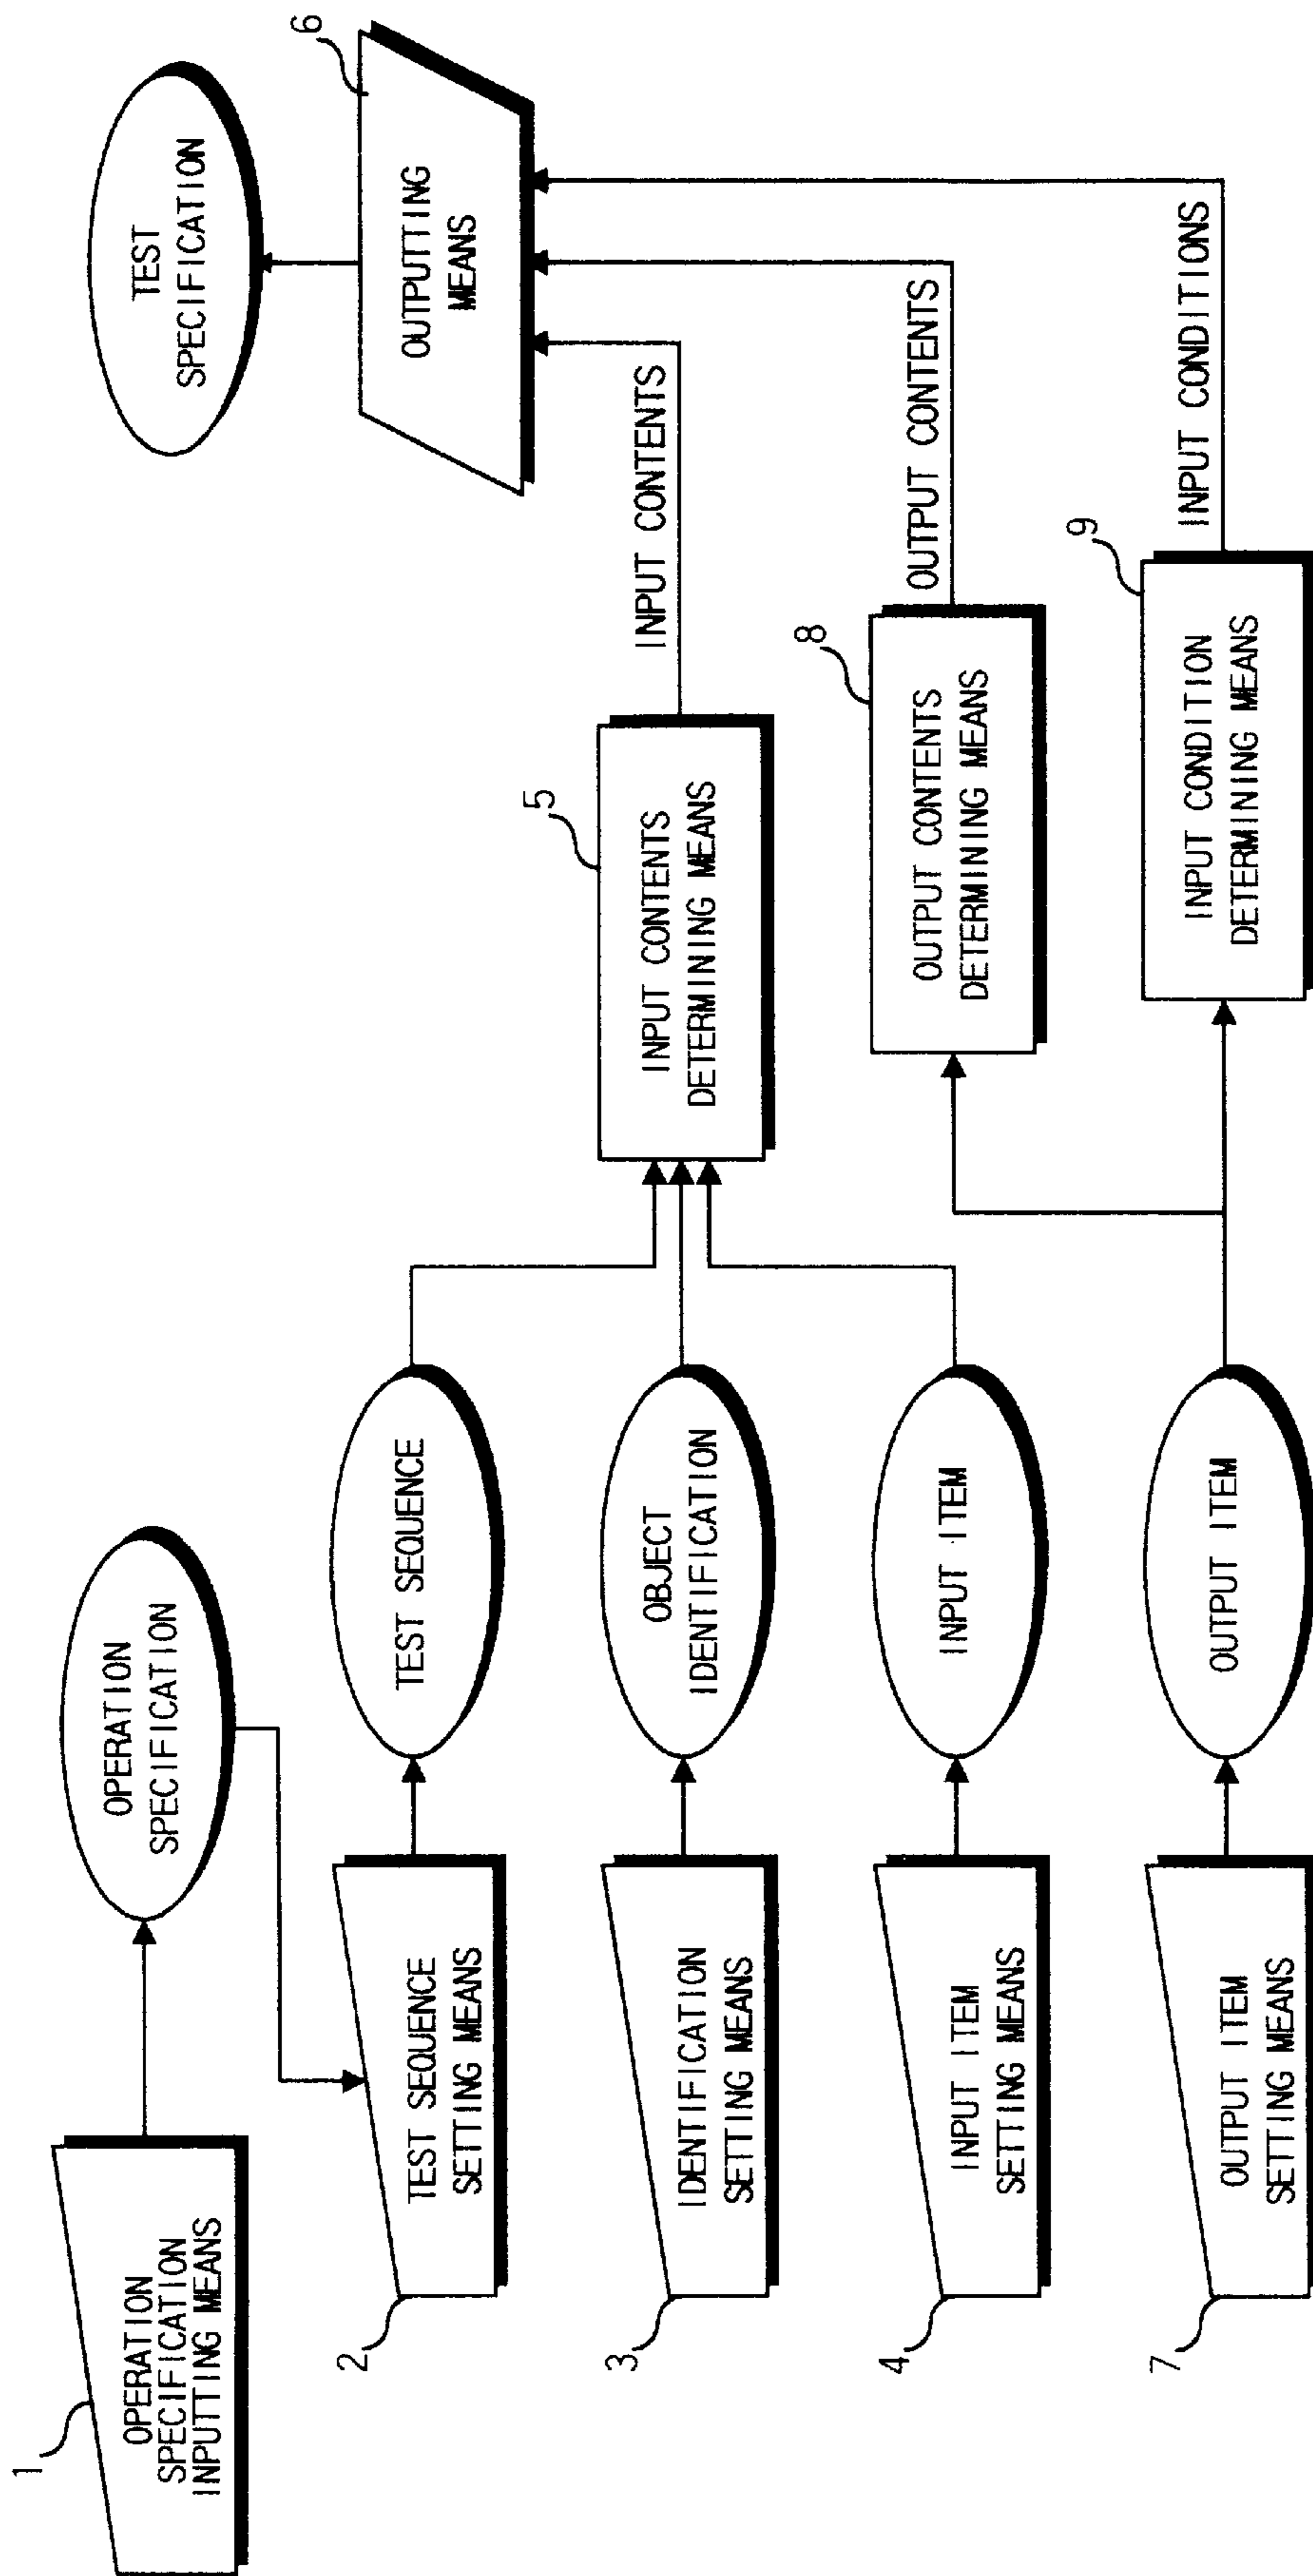 1
OPERATION
SPECIFICATION
INPUTTING MEANS
OPERATION
SPECIFICATION
TEST
SPECIFICATION
2
TEST SEQUENCE
SETTING MEANS
TEST SEQUENCE
6
OUTPUTTING
MEANS
3
IDENTIFICATION
SETTING MEANS
OBJECT
IDENTIFICATION
5
INPUT CONTENTS
DETERMINING MEANS
INPUT CONTENTS
4
INPUT ITEM
SETTING MEANS
INPUT ITEM
8
OUTPUT CONTENTS
DETERMINING MEANS
OUTPUT CONTENTS
7
OUTPUT ITEM
SETTING MEANS
OUTPUT ITEM
9
INPUT CONDITION
DETERMINING MEANS
INPUT CONDITIONS